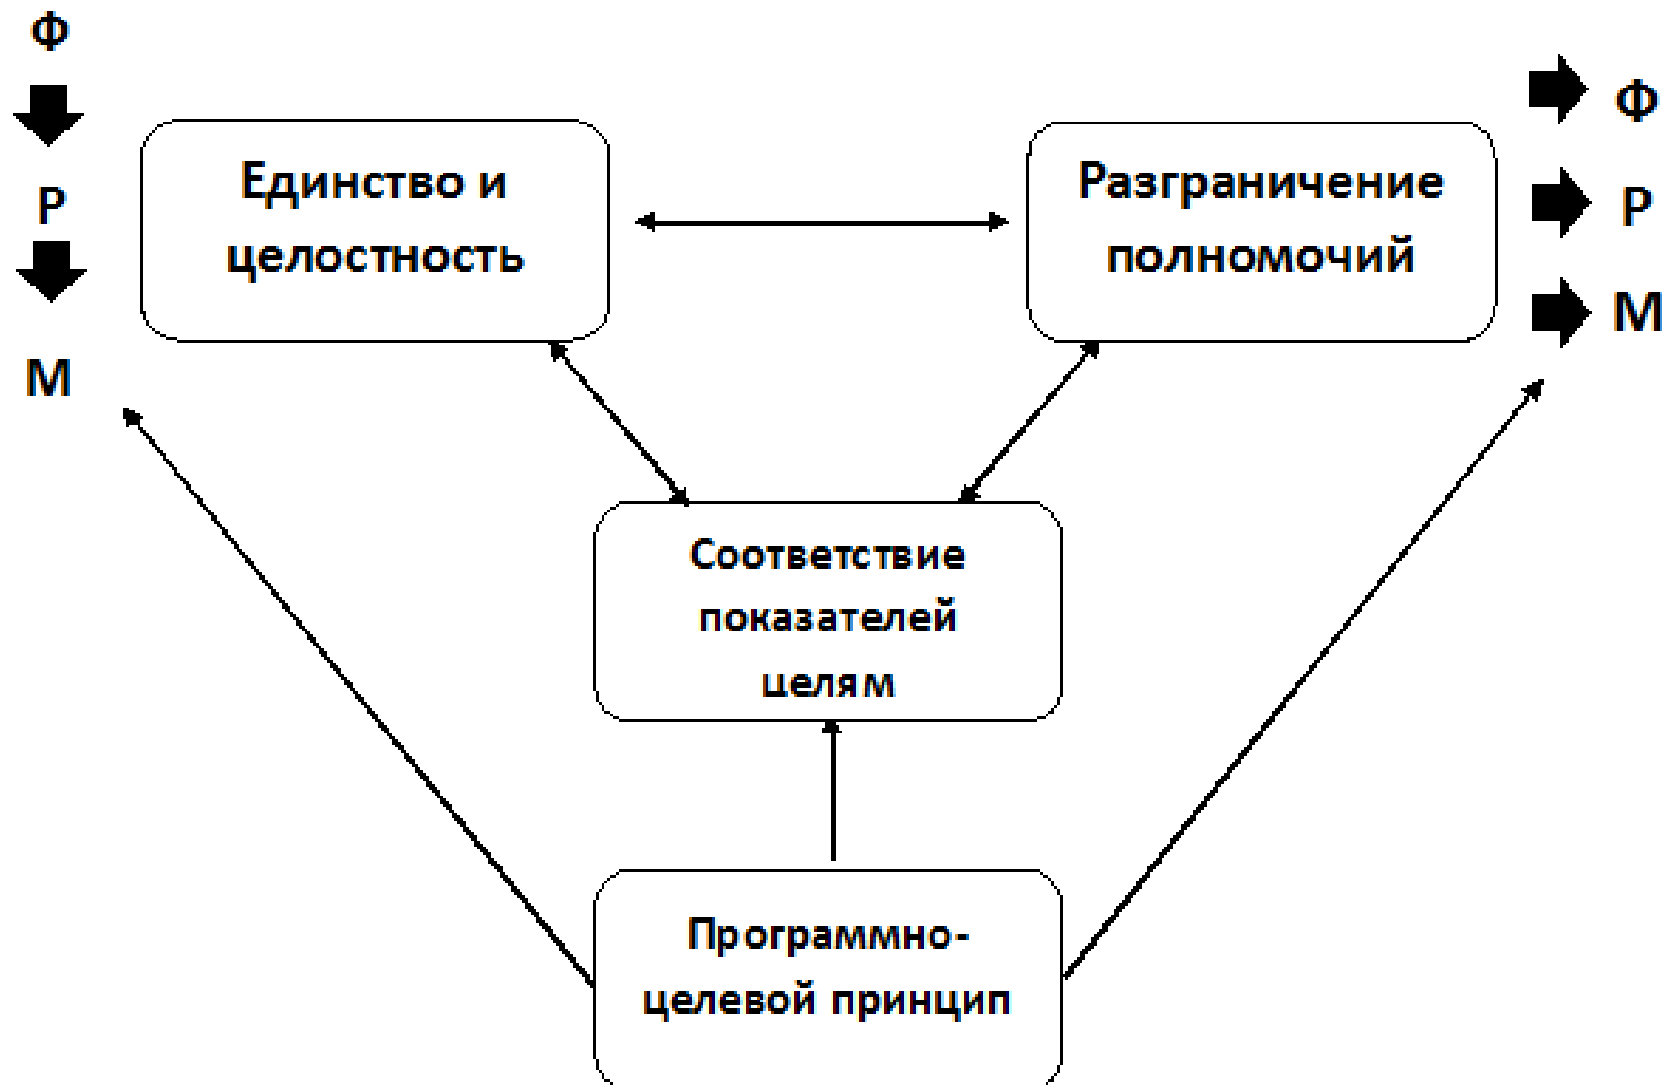 Ф
Р
М
Единство и
целостность
Разграничение
полномочий
Ф
Р
М
Соответствие
показателей
целям
Программно-
целевой принцип